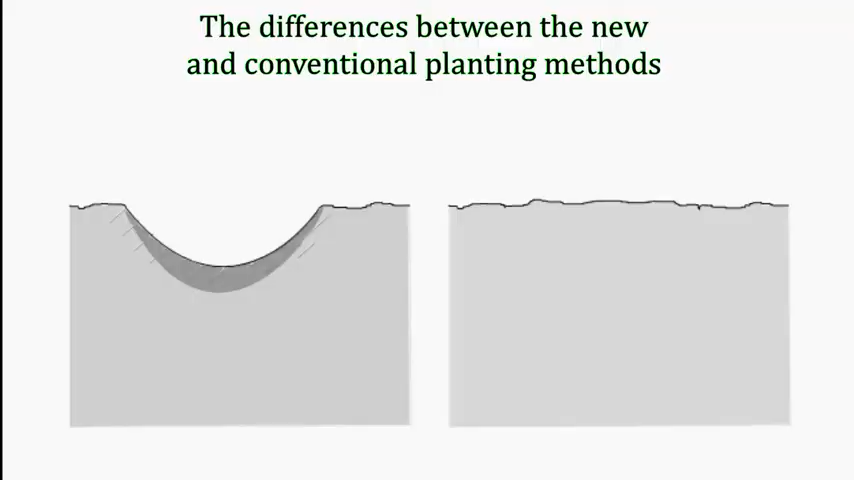 The differences between the new
and conventional planting methods